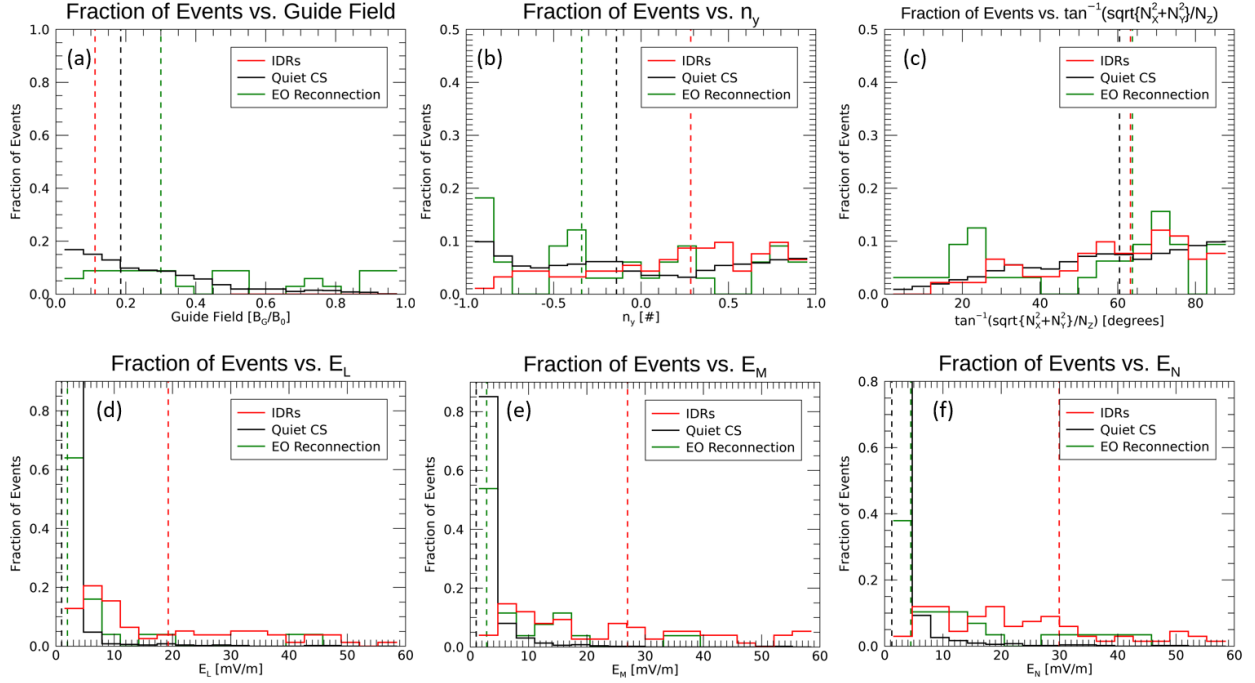 Fraction of Events vs. Guide Field
(a)
IDRs
Quiet CS
EO Reconnection
Fraction of Events
1.0
0.8
0.6
0.4
0.2
0.0
0.0 0.2 0.4 0.6 0.8 1.0
Guide Field [B_G/B_0]
Fraction of Events vs. n_y
(b)
IDRs
Quiet CS
EO Reconnection
Fraction of Events
0.5
0.4
0.3
0.2
0.1
0.0
-1.0 -0.5 0.0 0.5 1.0
n_y [#]
Fraction of Events vs. tan⁻¹(sqrt{N_X²+N_Y²}/N_Z)
(c)
IDRs
Quiet CS
EO Reconnection
Fraction of Events
0.5
0.4
0.3
0.2
0.1
0.0
20 40 60 80
tan⁻¹(sqrt{N_X²+N_Y²}/N_Z) [degrees]
Fraction of Events vs. E_L
(d)
IDRs
Quiet CS
EO Reconnection
Fraction of Events
0.8
0.6
0.4
0.2
0.0
0 10 20 30 40 50 60
E_L [mV/m]
Fraction of Events vs. E_M
(e)
IDRs
Quiet CS
EO Reconnection
Fraction of Events
0.8
0.6
0.4
0.2
0.0
0 10 20 30 40 50 60
E_M [mV/m]
Fraction of Events vs. E_N
(f)
IDRs
Quiet CS
EO Reconnection
Fraction of Events
0.8
0.6
0.4
0.2
0.0
0 10 20 30 40 50 60
E_N [mV/m]